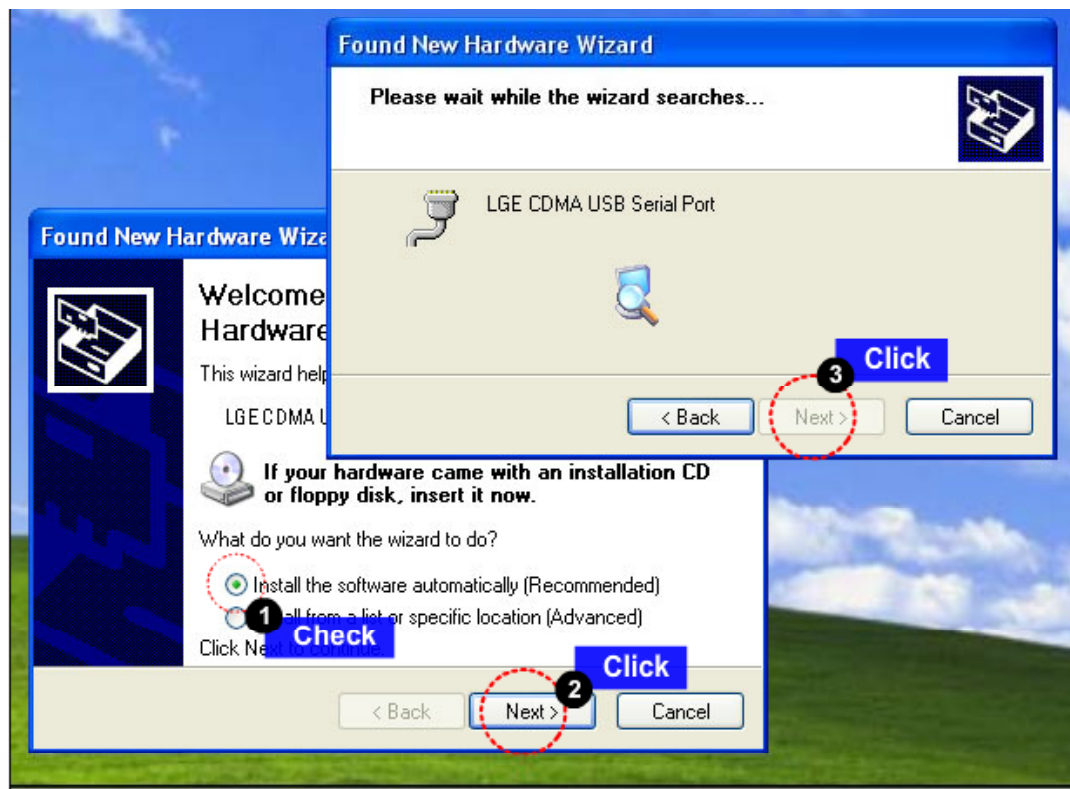 Found New Hardware Wizard
Please wait while the wizard searches...
LGE CDMA USB Serial Port
3 Click
< Back Next > Cancel
Found New Hardware Wiza
Welcome
Hardware
This wizard help
LGE CDMA U
If your hardware came with an installation CD
or floppy disk, insert it now.
What do you want the wizard to do?
Install the software automatically (Recommended)
1 all from a list or specific location (Advanced)
Check
Click Next to continue.
2 Click
< Back Next > Cancel